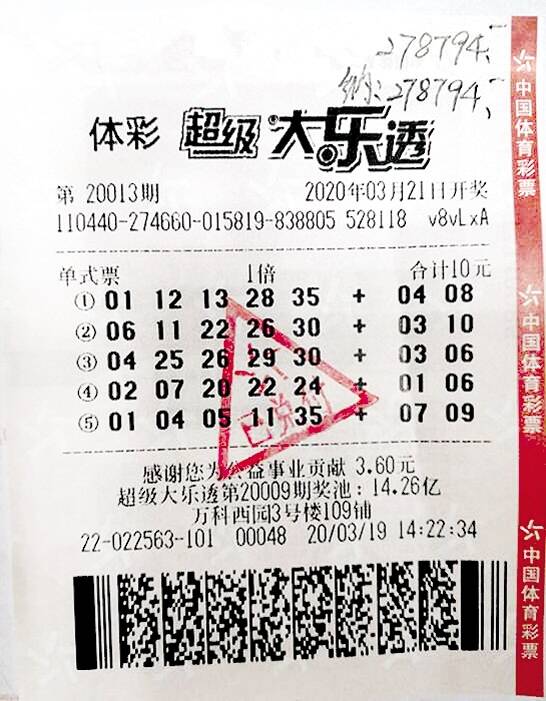 278794.
纳: 278794,
体彩 超级大乐透
第 20013期 2020年03月21日开奖
110440-274660-015819-838805 528118 v8vLxA
单式票 1倍 合计10元
① 01 12 13 28 35 + 04 08
② 06 11 22 26 30 + 03 10
③ 04 25 26 29 30 + 03 06
④ 02 07 20 22 24 + 01 06
⑤ 01 04 05 11 35 + 07 09
已兑付
感谢您为公益事业贡献 3.60元
超级大乐透第20009期奖池: 14.26亿
万科西园3号楼109铺
22-022563-101 00048 20/03/19 14:22:34
中国体育彩票
中国体育彩票
中国体育彩票